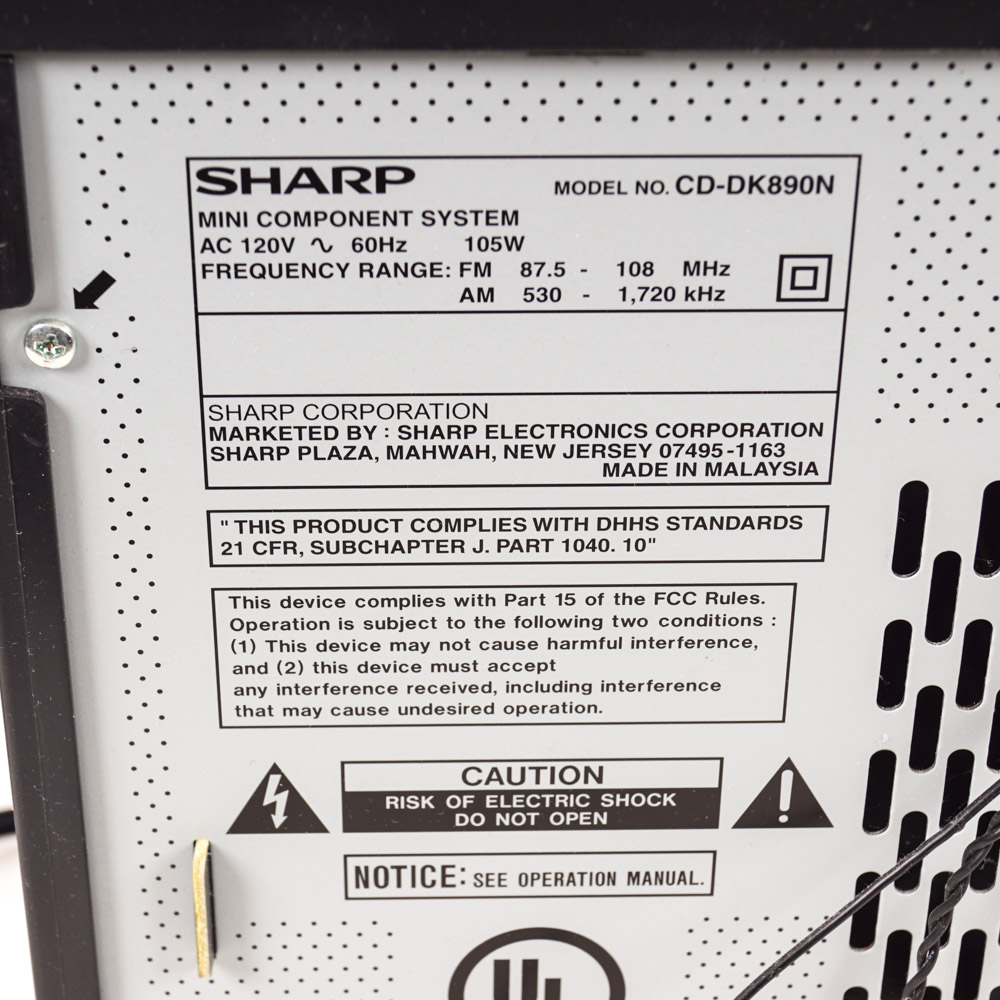 SHARP MODEL NO. CD-DK890N
MINI COMPONENT SYSTEM
AC 120V ∿ 60Hz 105W
FREQUENCY RANGE: FM 87.5 - 108 MHz
AM 530 - 1,720 kHz
SHARP CORPORATION
MARKETED BY : SHARP ELECTRONICS CORPORATION
SHARP PLAZA, MAHWAH, NEW JERSEY 07495-1163
MADE IN MALAYSIA
" THIS PRODUCT COMPLIES WITH DHHS STANDARDS
21 CFR, SUBCHAPTER J. PART 1040. 10"
This device complies with Part 15 of the FCC Rules.
Operation is subject to the following two conditions :
(1) This device may not cause harmful interference,
and (2) this device must accept
any interference received, including interference
that may cause undesired operation.
CAUTION
RISK OF ELECTRIC SHOCK
DO NOT OPEN
NOTICE: SEE OPERATION MANUAL.
UL